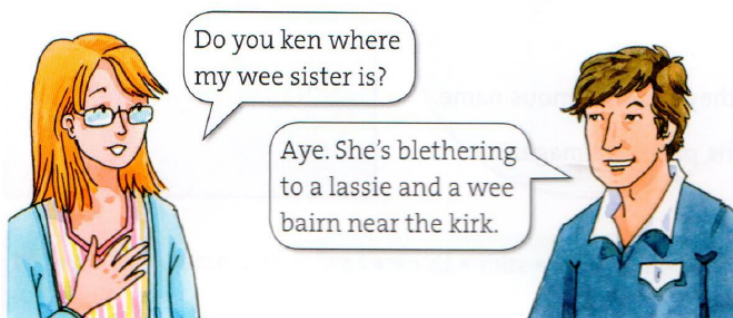 Do you ken where
my wee sister is?
Aye. She's blethering
to a lassie and a wee
bairn near the kirk.